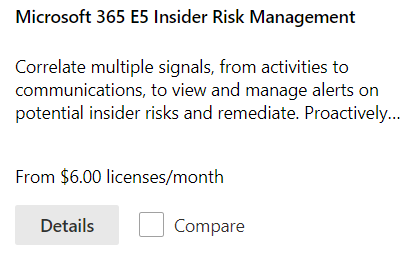 Microsoft 365 E5 Insider Risk Management
Correlate multiple signals, from activities to
communications, to view and manage alerts on
potential insider risks and remediate. Proactively...
From $6.00 licenses/month
Details
Compare